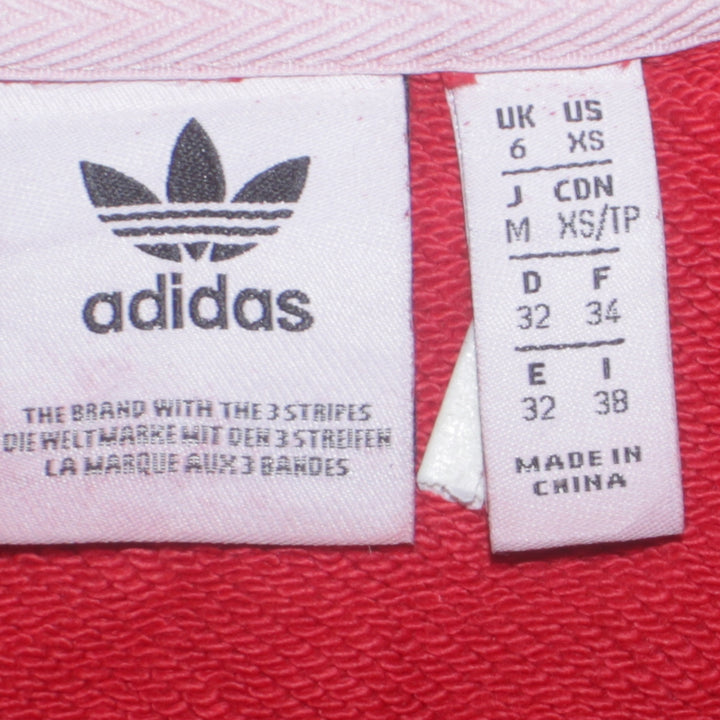 adidas
THE BRAND WITH THE 3 STRIPES
DIE WELTMARKE MIT DEN 3 STREIFEN
LA MARQUE AUX 3 BANDES
UK US
6 XS
J CDN
M XS/TP
D F
32 34
E I
32 38
MADE IN
CHINA